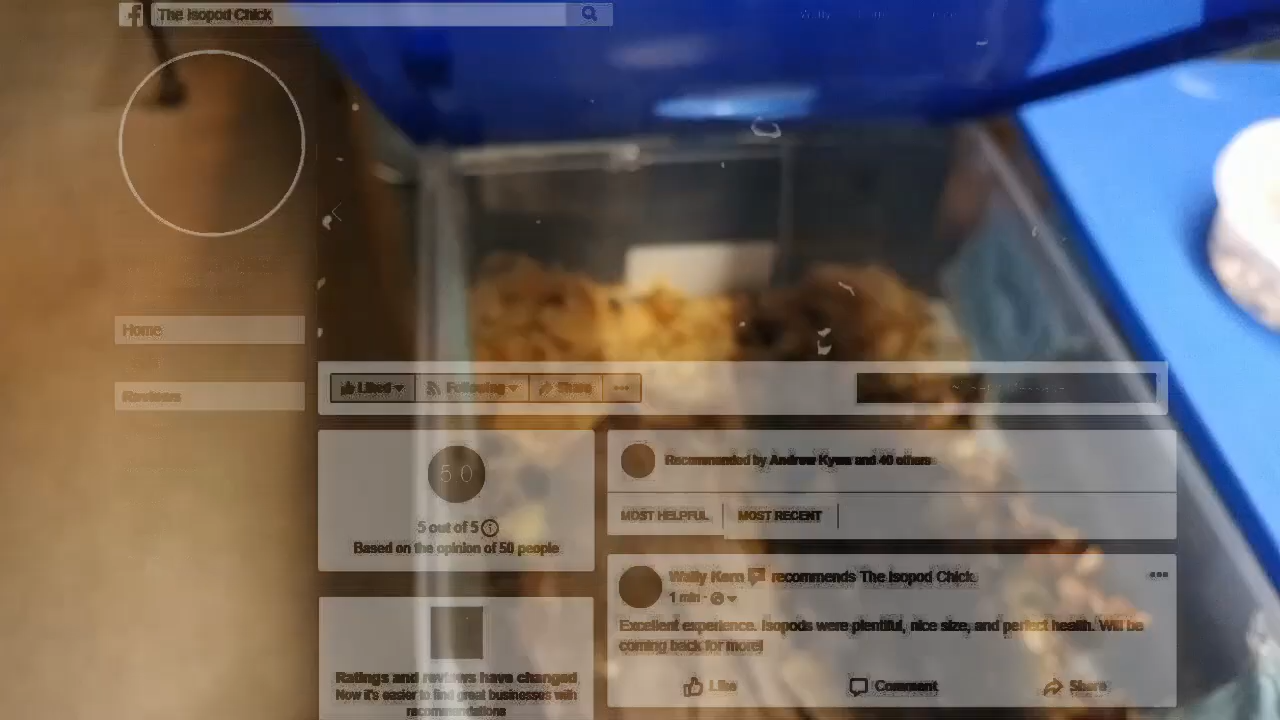 The Isopod Chick
Home
Reviews
Liked
Following
Share
5.0
5 out of 5
Based on the opinion of 50 people
Ratings and reviews have changed
Now it's easier to find great businesses with
recommendations
Recommended by Andrew Kyms and 40 others
MOST HELPFUL
MOST RECENT
Wally Kern recommends The Isopod Chick.
1 min
Excellent experience. Isopods were plentiful, nice size, and perfect health. Will be
coming back for more!
Like
Comment
Share